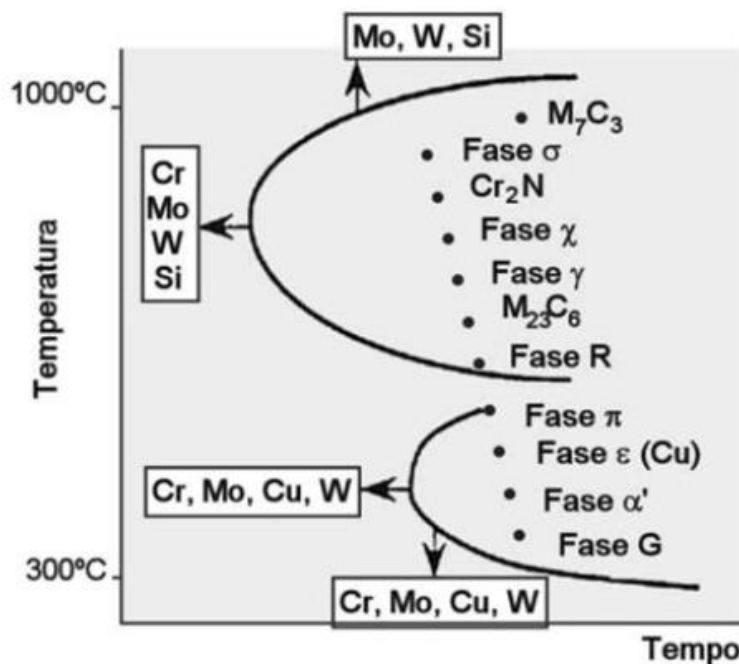 Mo, W, Si
1000ºC
M₇C₃
Fase σ
Cr₂N
Cr
Mo
W
Si
Fase χ
Fase γ
M₂₃C₆
Fase R
Temperatura
Fase π
Fase ε (Cu)
Cr, Mo, Cu, W
Fase α'
Fase G
300ºC
Cr, Mo, Cu, W
Tempo